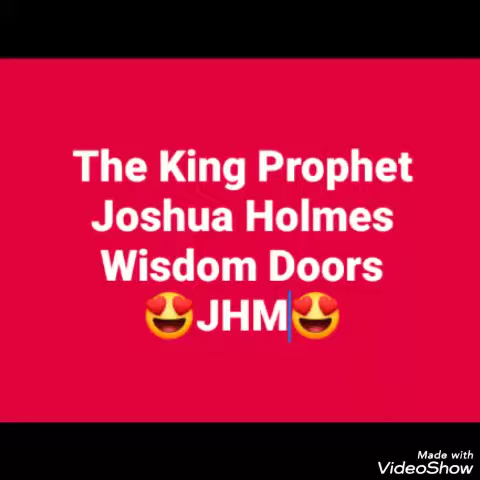 The King Prophet
Joshua Holmes
Wisdom Doors
😍JHM😍
Made with
VideoShow